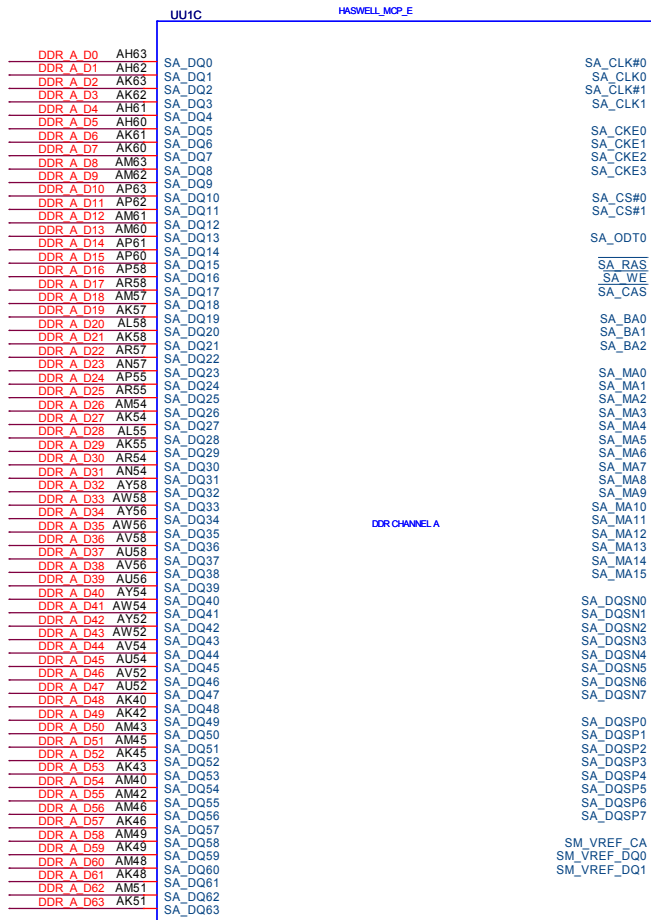 UU1C
HASWELL_MCP_E
DDR_A_D0 AH63 SA_DQ0 SA_CLK#0
DDR_A_D1 AH62 SA_DQ1 SA_CLK0
DDR_A_D2 AK63 SA_DQ2 SA_CLK#1
DDR_A_D3 AK62 SA_DQ3 SA_CLK1
DDR_A_D4 AH61 SA_DQ4
DDR_A_D5 AH60 SA_DQ5 SA_CKE0
DDR_A_D6 AK61 SA_DQ6 SA_CKE1
DDR_A_D7 AK60 SA_DQ7 SA_CKE2
DDR_A_D8 AM63 SA_DQ8 SA_CKE3
DDR_A_D9 AM62 SA_DQ9
DDR_A_D10 AP63 SA_DQ10 SA_CS#0
DDR_A_D11 AP62 SA_DQ11 SA_CS#1
DDR_A_D12 AM61 SA_DQ12
DDR_A_D13 AM60 SA_DQ13 SA_ODT0
DDR_A_D14 AP61 SA_DQ14
DDR_A_D15 AP60 SA_DQ15 SA_RAS
DDR_A_D16 AP58 SA_DQ16 SA_WE
DDR_A_D17 AR58 SA_DQ17 SA_CAS
DDR_A_D18 AM57 SA_DQ18
DDR_A_D19 AK57 SA_DQ19 SA_BA0
DDR_A_D20 AL58 SA_DQ20 SA_BA1
DDR_A_D21 AK58 SA_DQ21 SA_BA2
DDR_A_D22 AR57 SA_DQ22
DDR_A_D23 AN57 SA_DQ23 SA_MA0
DDR_A_D24 AP55 SA_DQ24 SA_MA1
DDR_A_D25 AR55 SA_DQ25 SA_MA2
DDR_A_D26 AM54 SA_DQ26 SA_MA3
DDR_A_D27 AK54 SA_DQ27 SA_MA4
DDR_A_D28 AL55 SA_DQ28 SA_MA5
DDR_A_D29 AK55 SA_DQ29 SA_MA6
DDR_A_D30 AR54 SA_DQ30 SA_MA7
DDR_A_D31 AN54 SA_DQ31 SA_MA8
DDR_A_D32 AY58 SA_DQ32 SA_MA9
DDR_A_D33 AW58 SA_DQ33 SA_MA10
DDR_A_D34 AY56 SA_DQ34 DDR CHANNEL A SA_MA11
DDR_A_D35 AW56 SA_DQ35 SA_MA12
DDR_A_D36 AV58 SA_DQ36 SA_MA13
DDR_A_D37 AU58 SA_DQ37 SA_MA14
DDR_A_D38 AV56 SA_DQ38 SA_MA15
DDR_A_D39 AU56 SA_DQ39
DDR_A_D40 AY54 SA_DQ40 SA_DQSN0
DDR_A_D41 AW54 SA_DQ41 SA_DQSN1
DDR_A_D42 AY52 SA_DQ42 SA_DQSN2
DDR_A_D43 AW52 SA_DQ43 SA_DQSN3
DDR_A_D44 AV54 SA_DQ44 SA_DQSN4
DDR_A_D45 AU54 SA_DQ45 SA_DQSN5
DDR_A_D46 AV52 SA_DQ46 SA_DQSN6
DDR_A_D47 AU52 SA_DQ47 SA_DQSN7
DDR_A_D48 AK40 SA_DQ48
DDR_A_D49 AK42 SA_DQ49 SA_DQSP0
DDR_A_D50 AM43 SA_DQ50 SA_DQSP1
DDR_A_D51 AM45 SA_DQ51 SA_DQSP2
DDR_A_D52 AK45 SA_DQ52 SA_DQSP3
DDR_A_D53 AK43 SA_DQ53 SA_DQSP4
DDR_A_D54 AM40 SA_DQ54 SA_DQSP5
DDR_A_D55 AM42 SA_DQ55 SA_DQSP6
DDR_A_D56 AM46 SA_DQ56 SA_DQSP7
DDR_A_D57 AK46 SA_DQ57
DDR_A_D58 AM49 SA_DQ58 SM_VREF_CA
DDR_A_D59 AK49 SA_DQ59 SM_VREF_DQ0
DDR_A_D60 AM48 SA_DQ60 SM_VREF_DQ1
DDR_A_D61 AK48 SA_DQ61
DDR_A_D62 AM51 SA_DQ62
DDR_A_D63 AK51 SA_DQ63